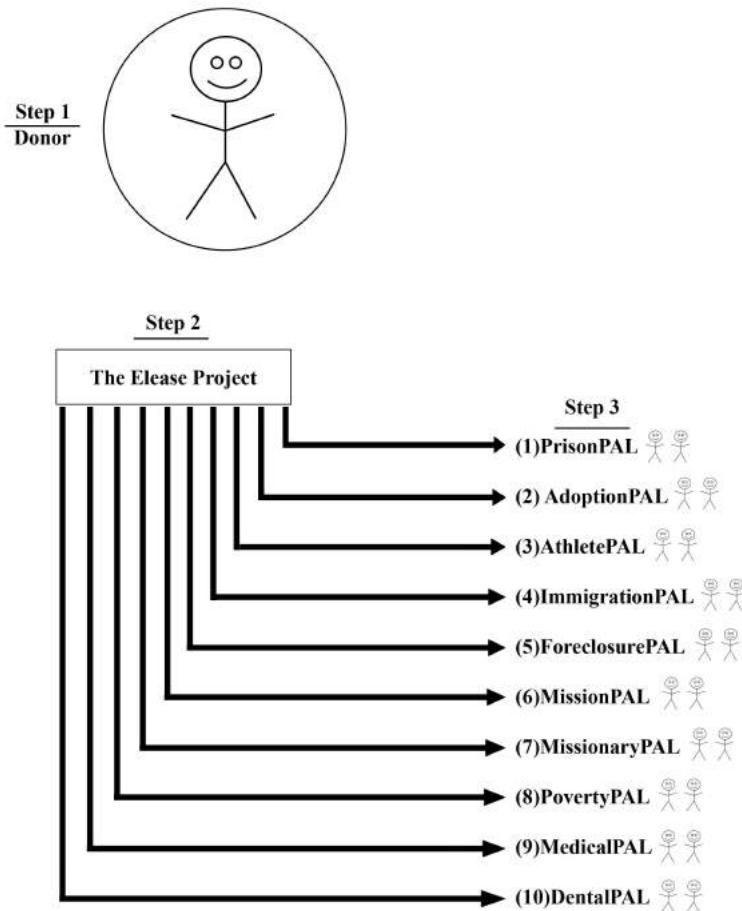 Step 1
Donor
Step 2
The Elease Project
Step 3
(1)PrisonPAL
(2) AdoptionPAL
(3)AthletePAL
(4)ImmigrationPAL
(5)ForeclosurePAL
(6)MissionPAL
(7)MissionaryPAL
(8)PovertyPAL
(9)MedicalPAL
(10)DentalPAL